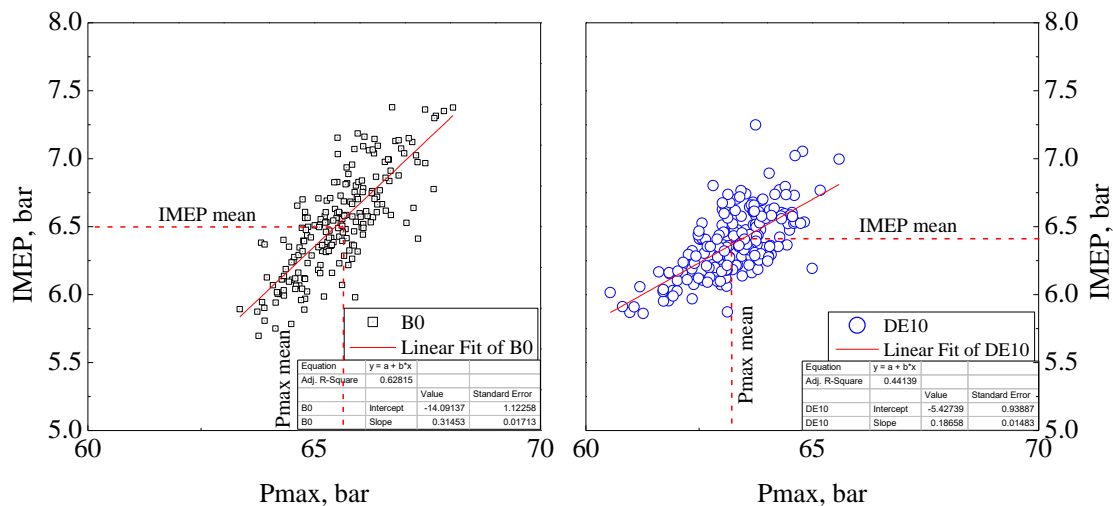 8.0
7.5
7.0
6.5
6.0
5.5
5.0
IMEP, bar
IMEP mean
Pmax mean
B0
Linear Fit of B0
Equation y = a + b*x
Adj. R-Square 0.62815
Value Standard Error
B0 Intercept -14.09137 1.12258
B0 Slope 0.31453 0.01713
60 65 70
Pmax, bar
8.0
7.5
7.0
6.5
6.0
5.5
5.0
IMEP, bar
IMEP mean
Pmax mean
DE10
Linear Fit of DE10
Equation y = a + b*x
Adj. R-Square 0.44139
Value Standard Error
DE10 Intercept -5.42739 0.93887
DE10 Slope 0.18658 0.01483
60 65 70
Pmax, bar